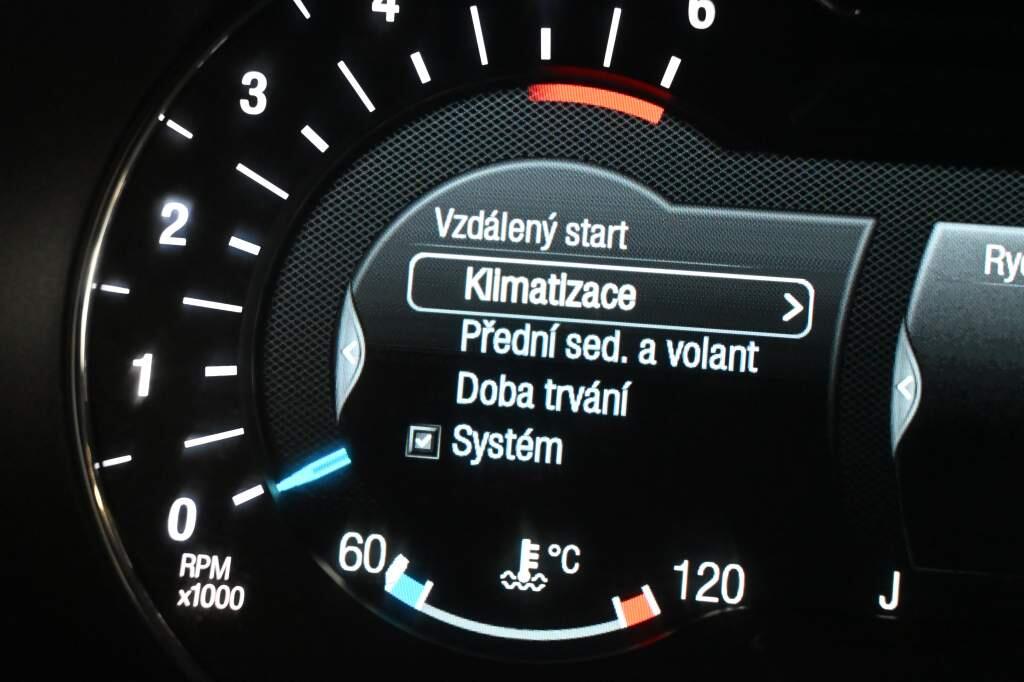 4
6
3
2
1
0
RPM
x1000
Vzdálený start
Klimatizace
Přední sed. a volant
Doba trvání
Systém
60
°C
120
J